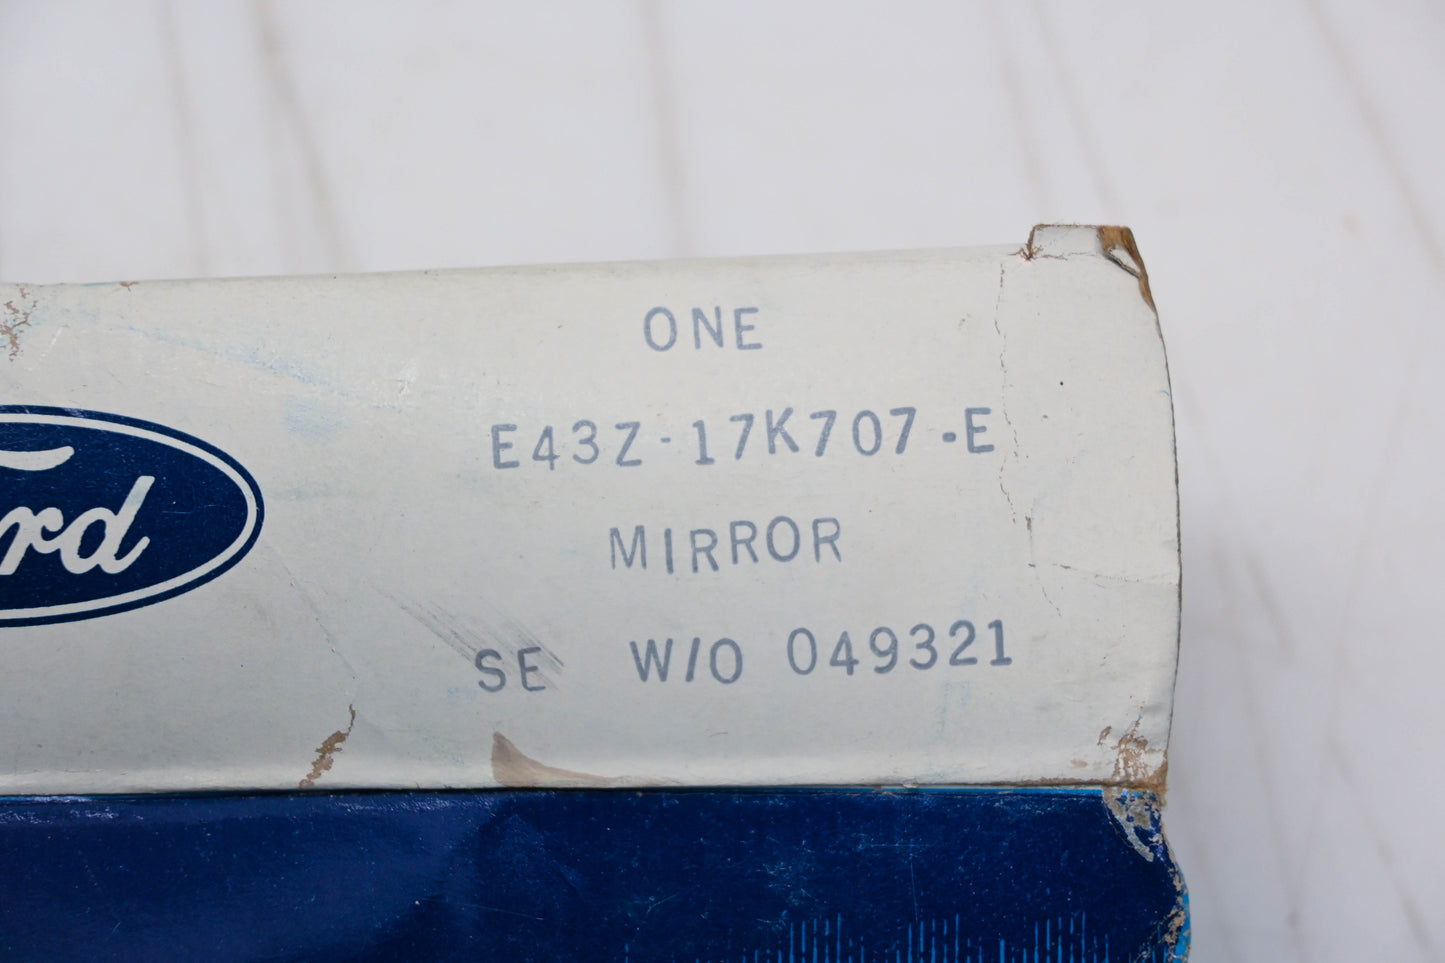 ONE
E43Z-17K707-E
MIRROR
SE W/O 049321
rd